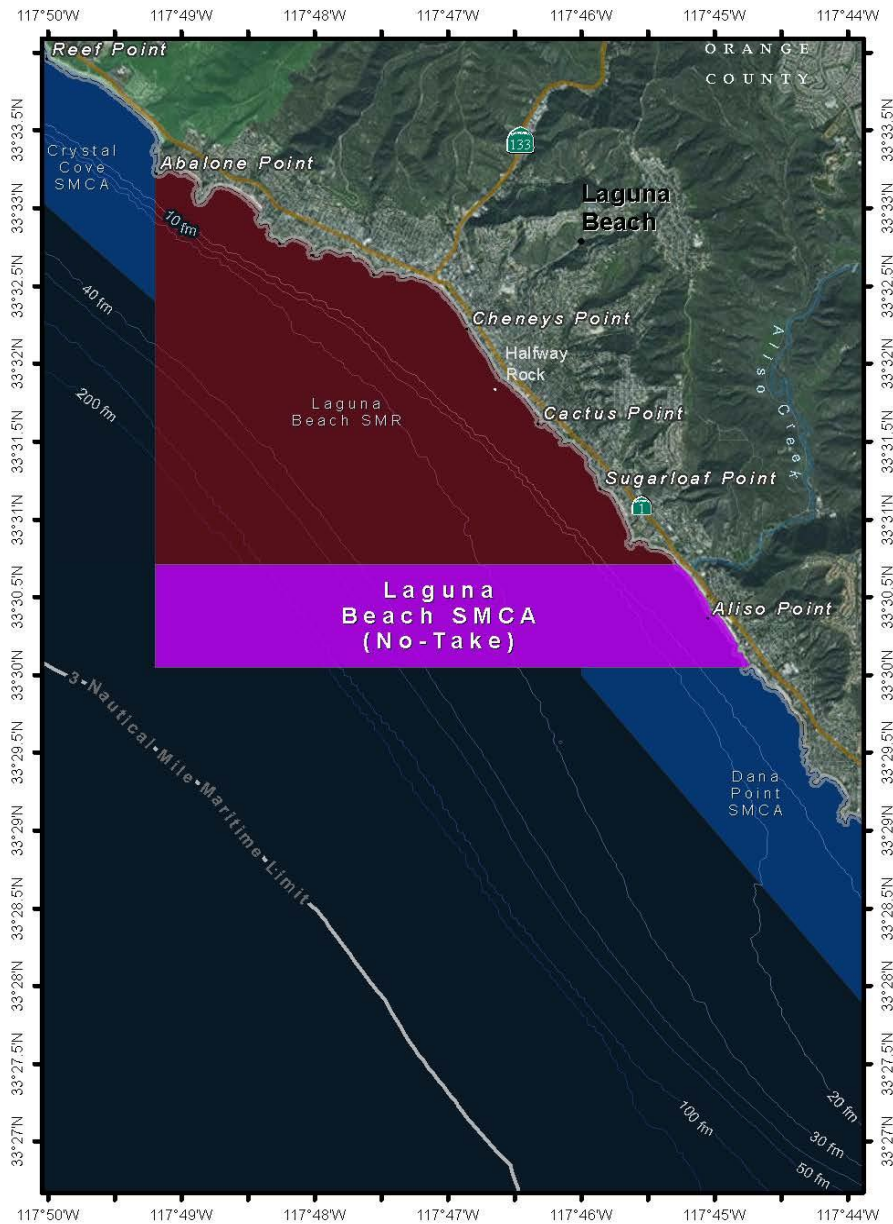 117°50'W 117°49'W 117°48'W 117°47'W 117°46'W 117°45'W 117°44'W
Reef Point
ORANGE
COUNTY
33°33.5'N
33°33.5'N
133
Crystal
Cove
SMCA
Abalone Point
33°33'N
33°33'N
Laguna
Beach
10 fm
33°32.5'N
33°32.5'N
40 fm
Cheneys Point
Aliso Creek
33°32'N
33°32'N
Halfway
Rock
200 fm
Laguna
Beach SMR
Cactus Point
33°31.5'N
33°31.5'N
Sugarloaf Point
1
33°31'N
33°31'N
Laguna
Beach SMCA
(No-Take)
33°30.5'N
33°30.5'N
Aliso Point
33°30'N
33°30'N
3-Nautical-Mile-Maritime-Limit
33°29.5'N
33°29.5'N
Dana
Point
SMCA
33°29'N
33°29'N
33°28.5'N
33°28.5'N
33°28'N
33°28'N
33°27.5'N
33°27.5'N
20 fm
100 fm
30 fm
33°27'N
33°27'N
50 fm
117°50'W 117°49'W 117°48'W 117°47'W 117°46'W 117°45'W 117°44'W